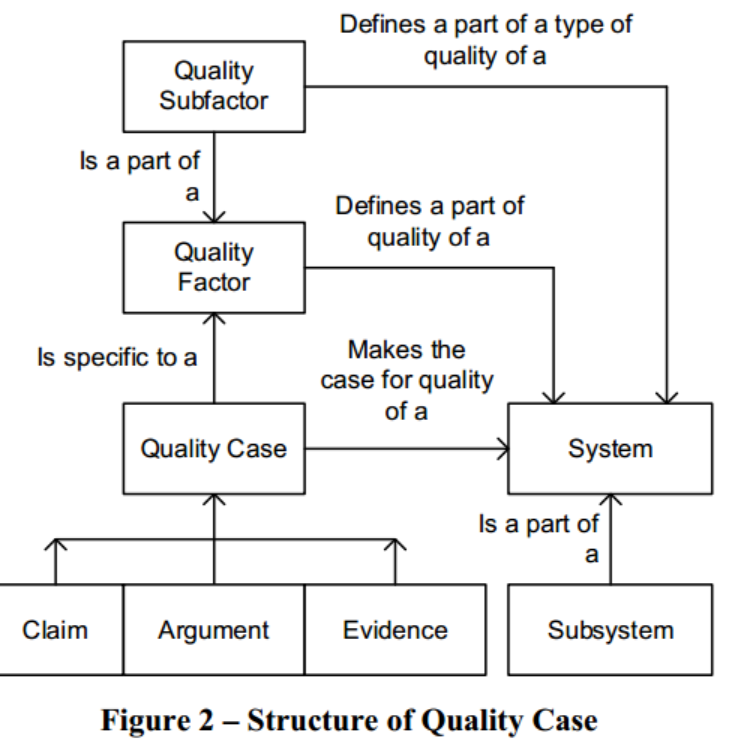 Defines a part of a type of
quality of a
Quality
Subfactor
Is a part of
a
Defines a part of
quality of a
Quality
Factor
Is specific to a
Makes the
case for quality
of a
Quality Case
System
Is a part of
a
Claim
Argument
Evidence
Subsystem
Figure 2 – Structure of Quality Case